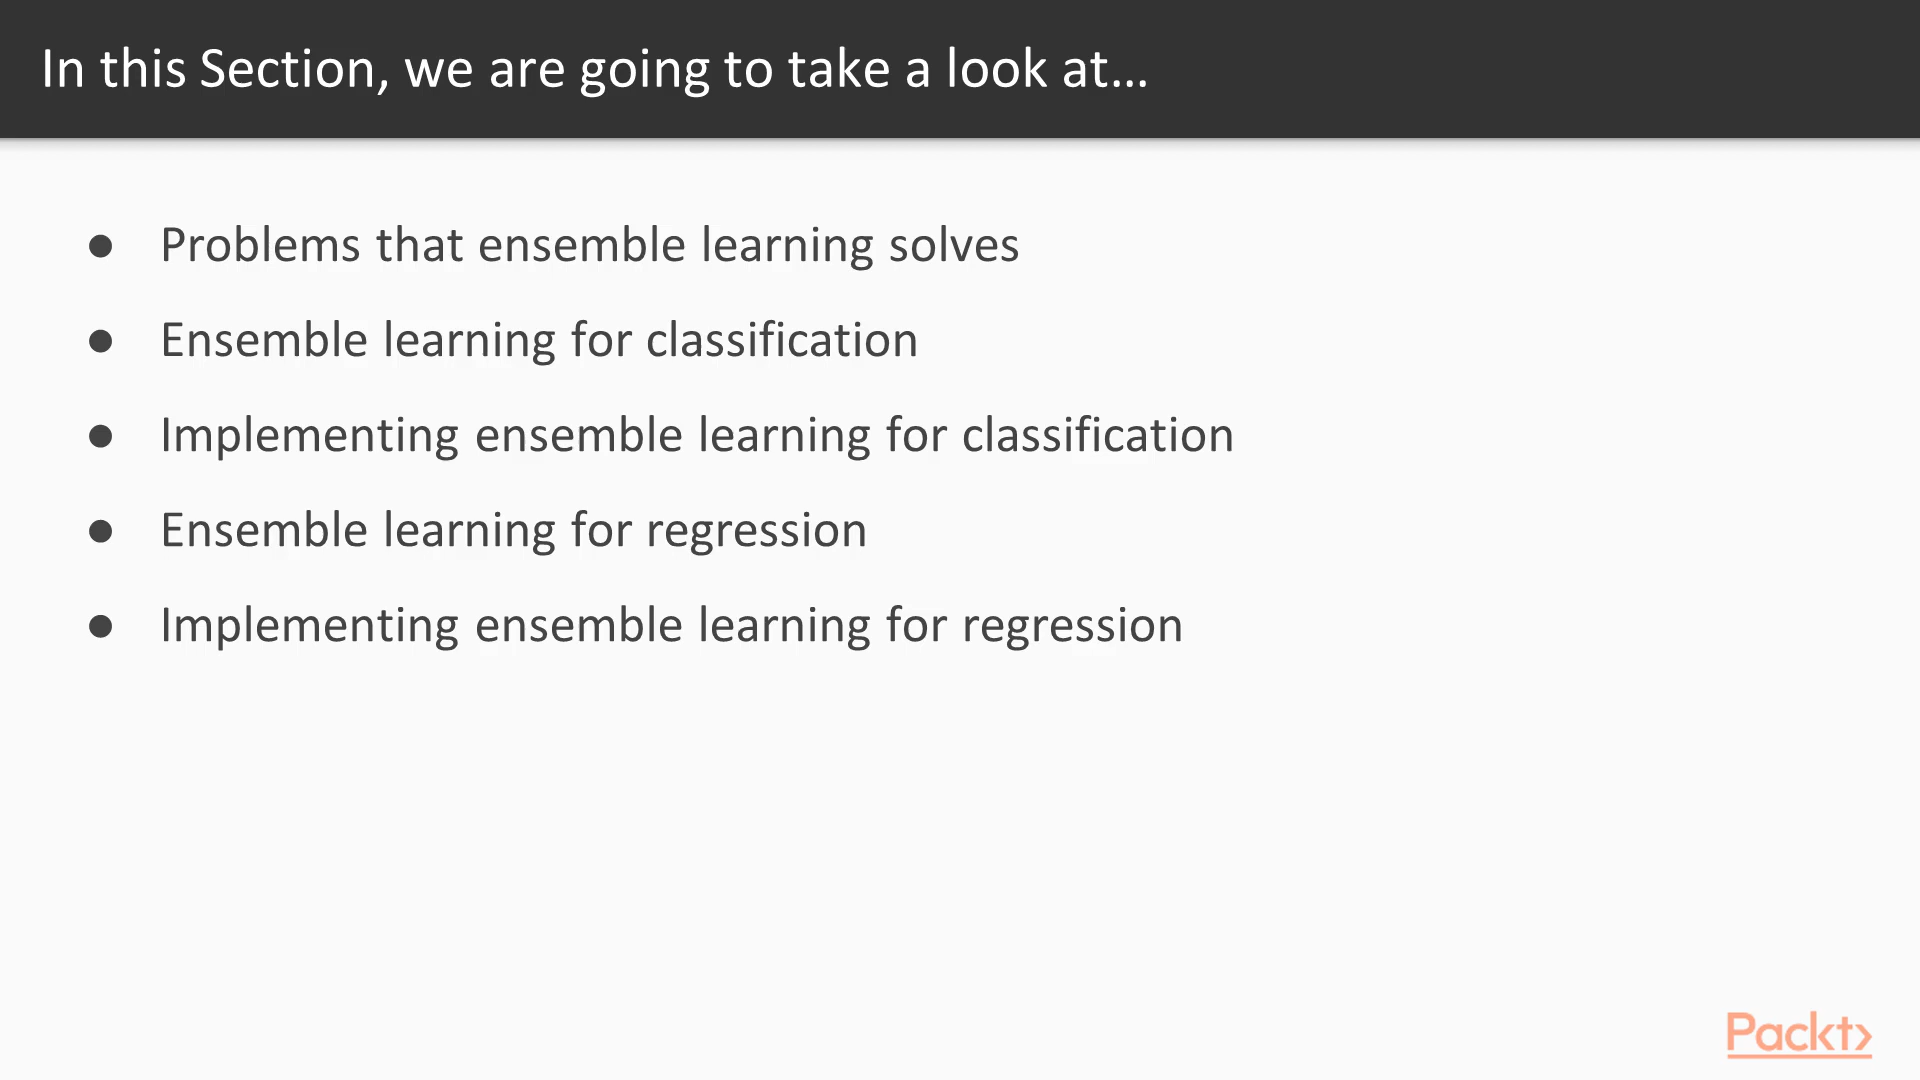 In this Section, we are going to take a look at...
● Problems that ensemble learning solves
● Ensemble learning for classification
● Implementing ensemble learning for classification
● Ensemble learning for regression
● Implementing ensemble learning for regression
Packt>